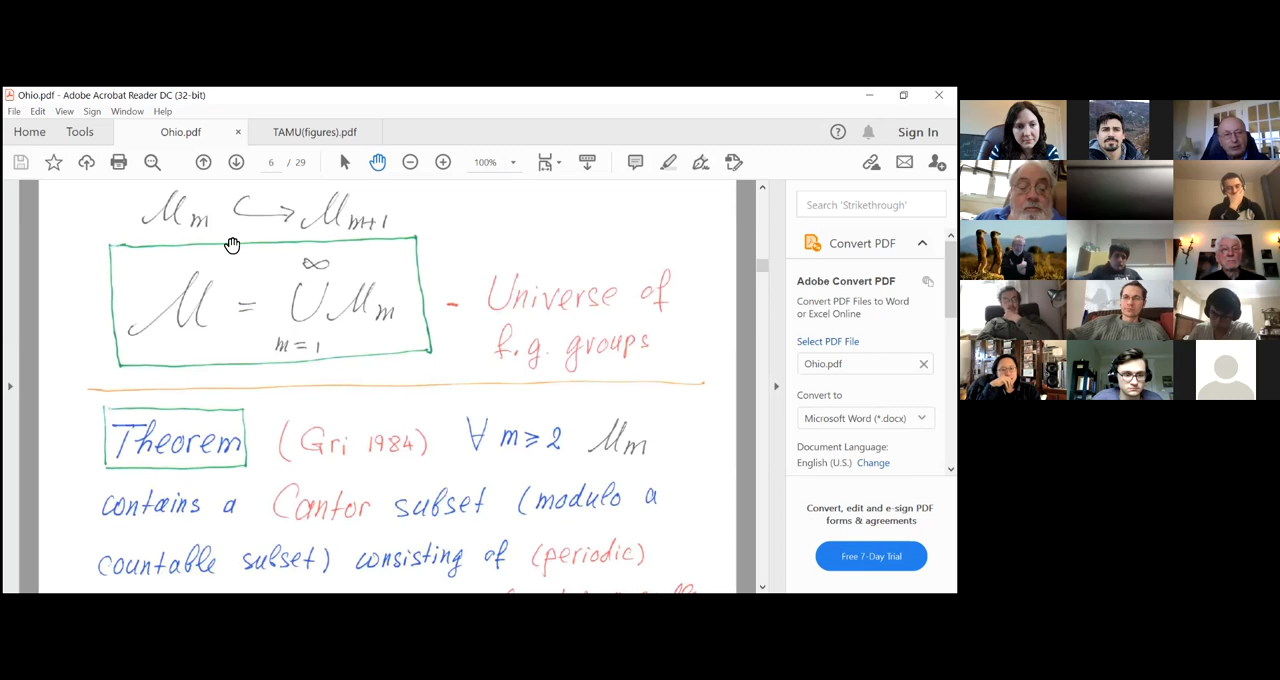 Ohio.pdf - Adobe Acrobat Reader DC (32-bit)
File Edit View Sign Window Help
Home Tools Ohio.pdf × TAMU(figures).pdf Sign In
6 / 29 100%
ℳm ↪ ℳm+1
ℳ = ∞ ∪ m=1 ℳm - Universe of
f.g. groups
Theorem (Gri 1984) ∀ m ≥ 2 ℳm
contains a Cantor subset (modulo a
countable subset) consisting of (periodic)
Search 'Strikethrough'
Convert PDF
Adobe Convert PDF
Convert PDF Files to Word
or Excel Online
Select PDF File
Ohio.pdf
Convert to
Microsoft Word (*.docx)
Document Language:
English (U.S.) Change
Convert, edit and e-sign PDF
forms & agreements
Free 7-Day Trial